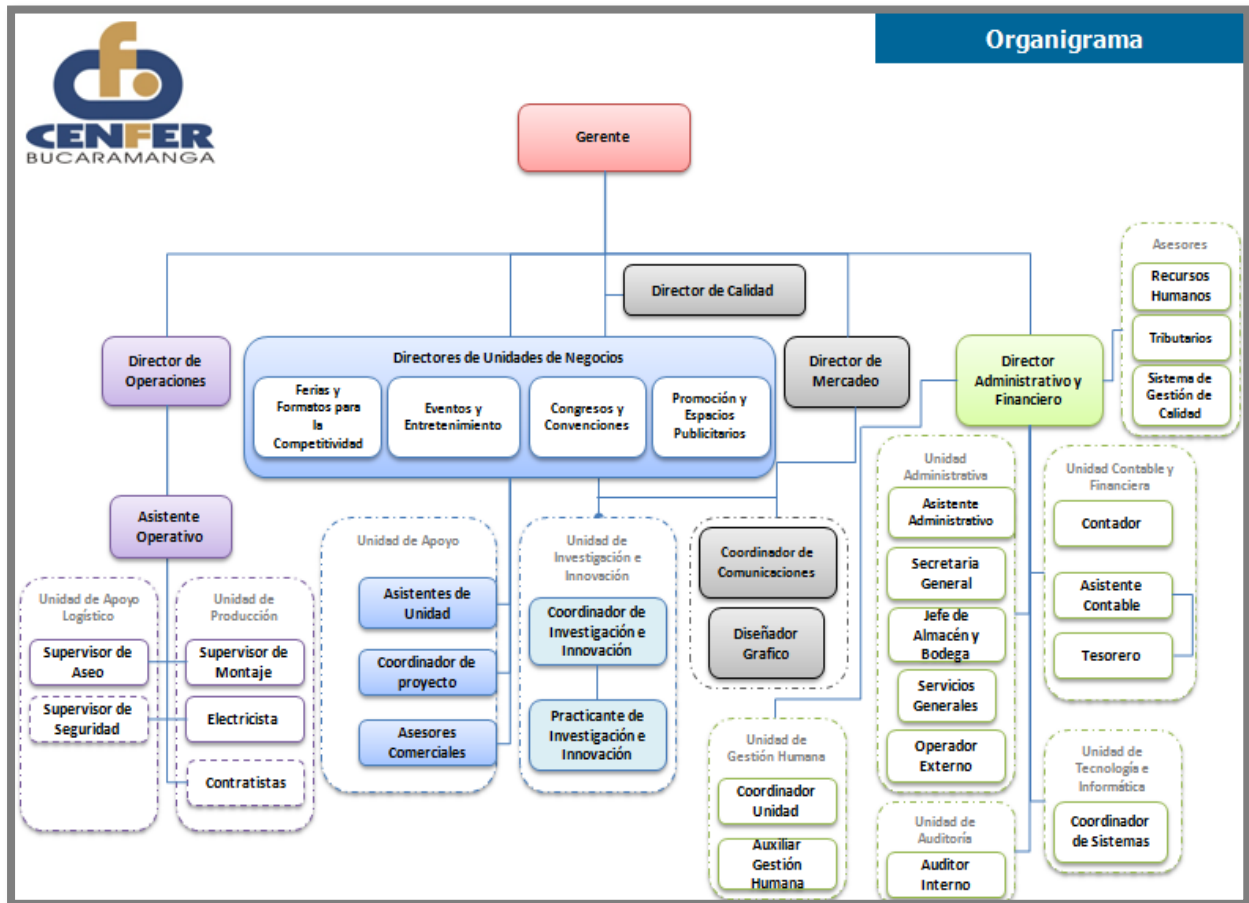 Organigrama
CENFER
BUCARAMANGA
Gerente
Asesores
Recursos
Humanos
Tributarios
Sistema de
Gestión de
Calidad
Director de Calidad
Director de
Operaciones
Directores de Unidades de Negocios
Ferias y
Formatos para
la
Competitividad
Eventos y
Entretenimiento
Congresos y
Convenciones
Promoción y
Espacios
Publicitarios
Director de
Mercadeo
Director
Administrativo y
Financiero
Asistente
Operativo
Unidad de Apoyo
Logístico
Supervisor de
Aseo
Supervisor de
Seguridad
Unidad de
Producción
Supervisor de
Montaje
Electricista
Contratistas
Unidad de Apoyo
Asistentes de
Unidad
Coordinador de
proyecto
Asesores
Comerciales
Unidad de
Investigación e
Innovación
Coordinador de
Investigación e
Innovación
Practicante de
Investigación e
Innovación
Coordinador de
Comunicaciones
Diseñador
Grafico
Unidad de
Gestión Humana
Coordinador
Unidad
Auxiliar
Gestión
Humana
Unidad
Administrativa
Asistente
Administrativo
Secretaria
General
Jefe de
Almacén y
Bodega
Servicios
Generales
Operador
Externo
Unidad de
Auditoría
Auditor
Interno
Unidad Contable y
Financiera
Contador
Asistente
Contable
Tesorero
Unidad de
Tecnología e
Informática
Coordinador
de Sistemas